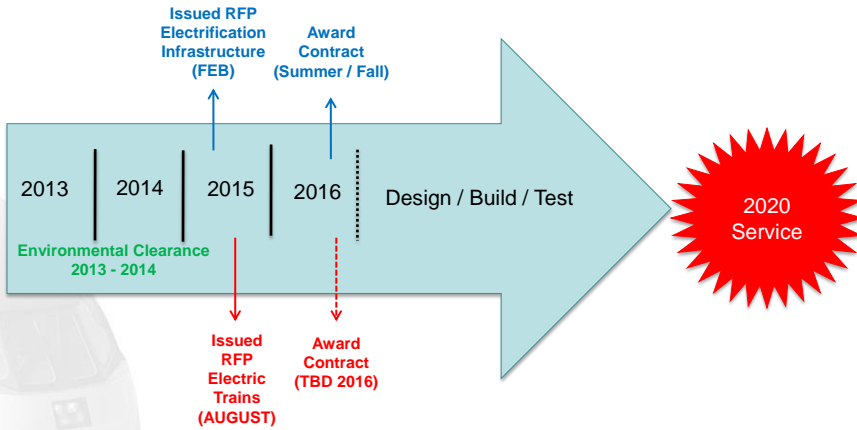 Issued RFP
Electrification
Infrastructure
(FEB)
Award
Contract
(Summer / Fall)
2013
2014
2015
2016
Design / Build / Test
2020
Service
Environmental Clearance
2013 - 2014
Issued
RFP
Electric
Trains
(AUGUST)
Award
Contract
(TBD 2016)